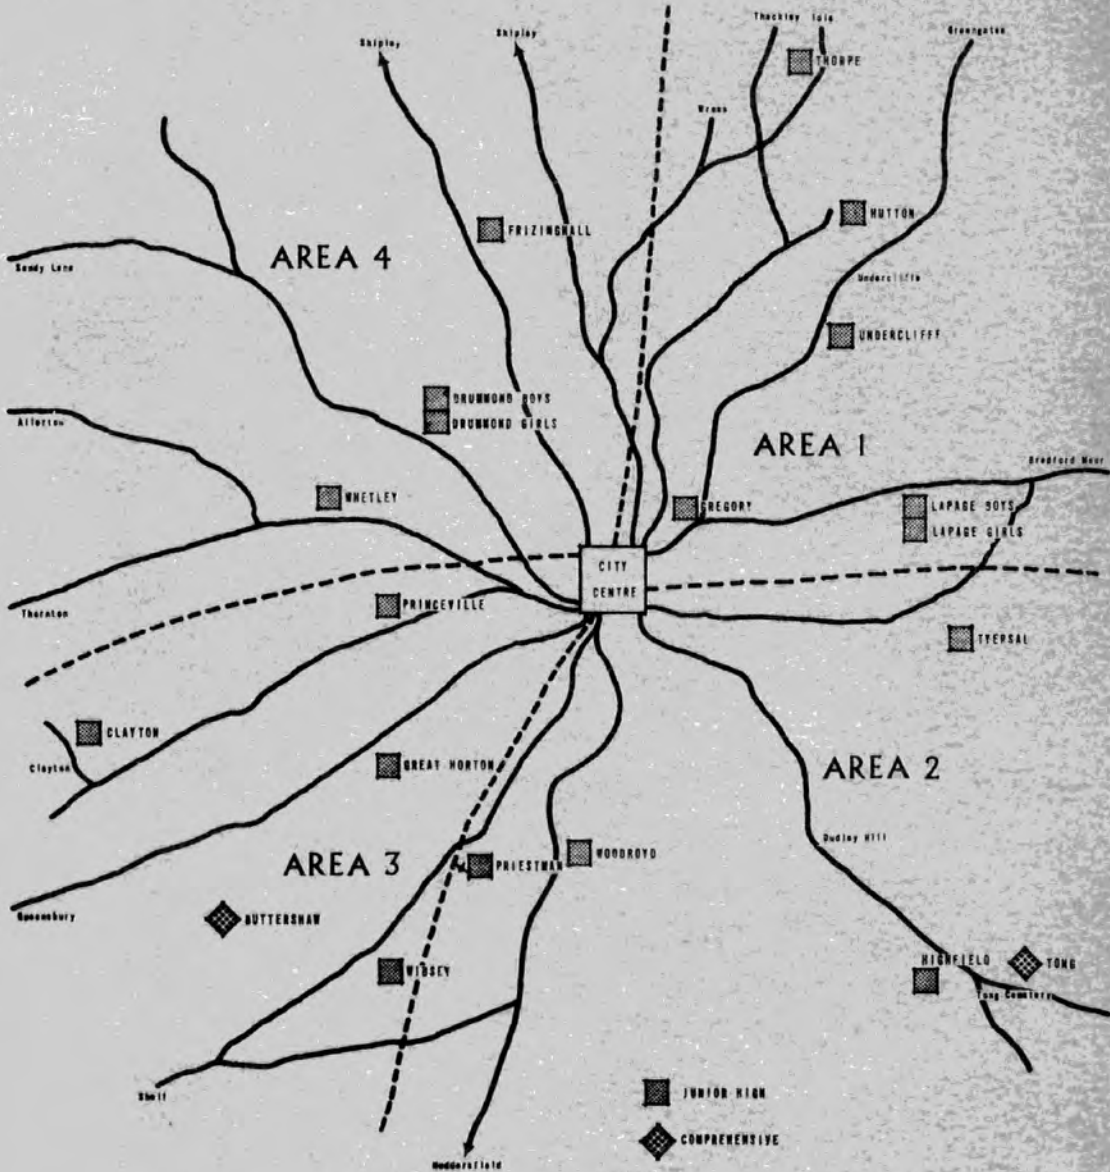 Thackley
Idle
Greengates
Shipley
Shipley
THORPE
Wrose
HUTTON
FRIZINGHALL
AREA 4
Sandy Lane
Undercliffe
UNDERCLIFFE
DRUMMOND BOYS
DRUMMOND GIRLS
Allerton
AREA 1
Bradford Moor
WHETLEY
GREGORY
LAPAGE BOYS
LAPAGE GIRLS
CITY
CENTRE
Thornton
PRINCEVILLE
TYERSAL
CLAYTON
Clayton
GREAT HORTON
AREA 2
Dudley Hill
AREA 3
PRIESTMAN
WOODROYD
Queensbury
BUTTERSHAW
WIBSEY
HIGHFIELD
TONG
Tong Cemetery
Shelf
JUNIOR HIGH
COMPREHENSIVE
Huddersfield